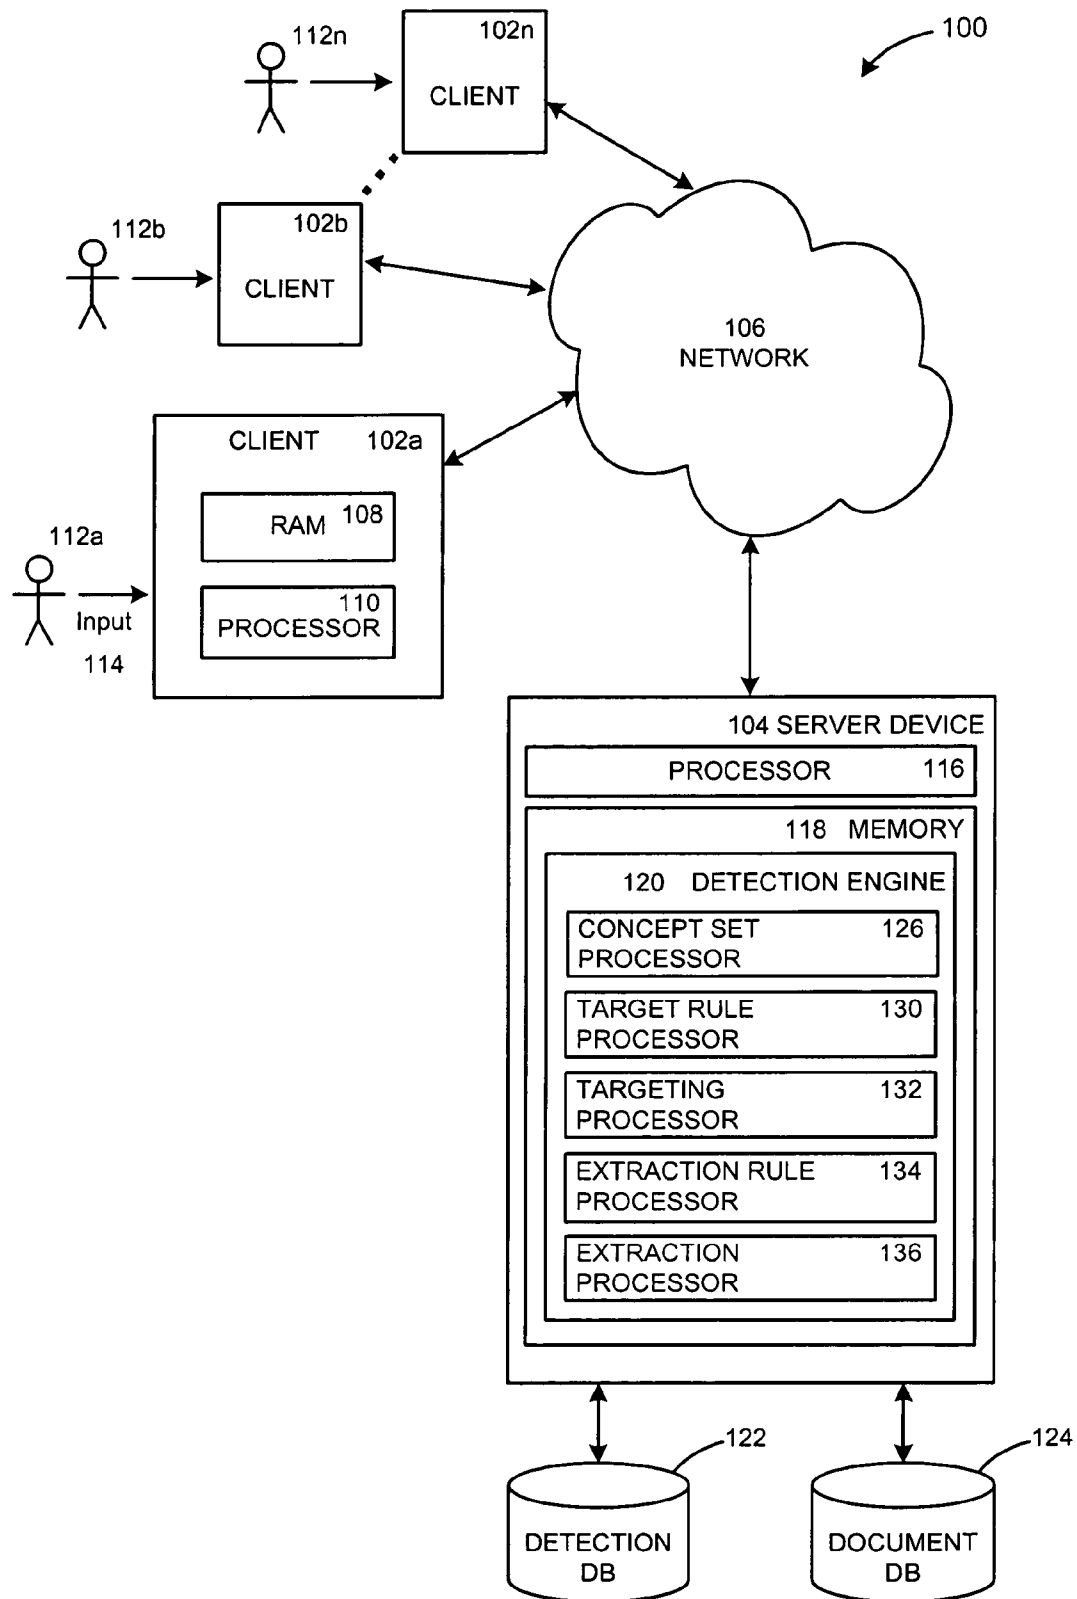 100
112n
102n
CLIENT
112b
102b
CLIENT
106
NETWORK
CLIENT 102a
RAM 108
112a
110
PROCESSOR
Input
114
104 SERVER DEVICE
PROCESSOR 116
118 MEMORY
120 DETECTION ENGINE
CONCEPT SET 126
PROCESSOR
TARGET RULE 130
PROCESSOR
TARGETING 132
PROCESSOR
EXTRACTION RULE 134
PROCESSOR
EXTRACTION 136
PROCESSOR
122
124
DETECTION
DB
DOCUMENT
DB